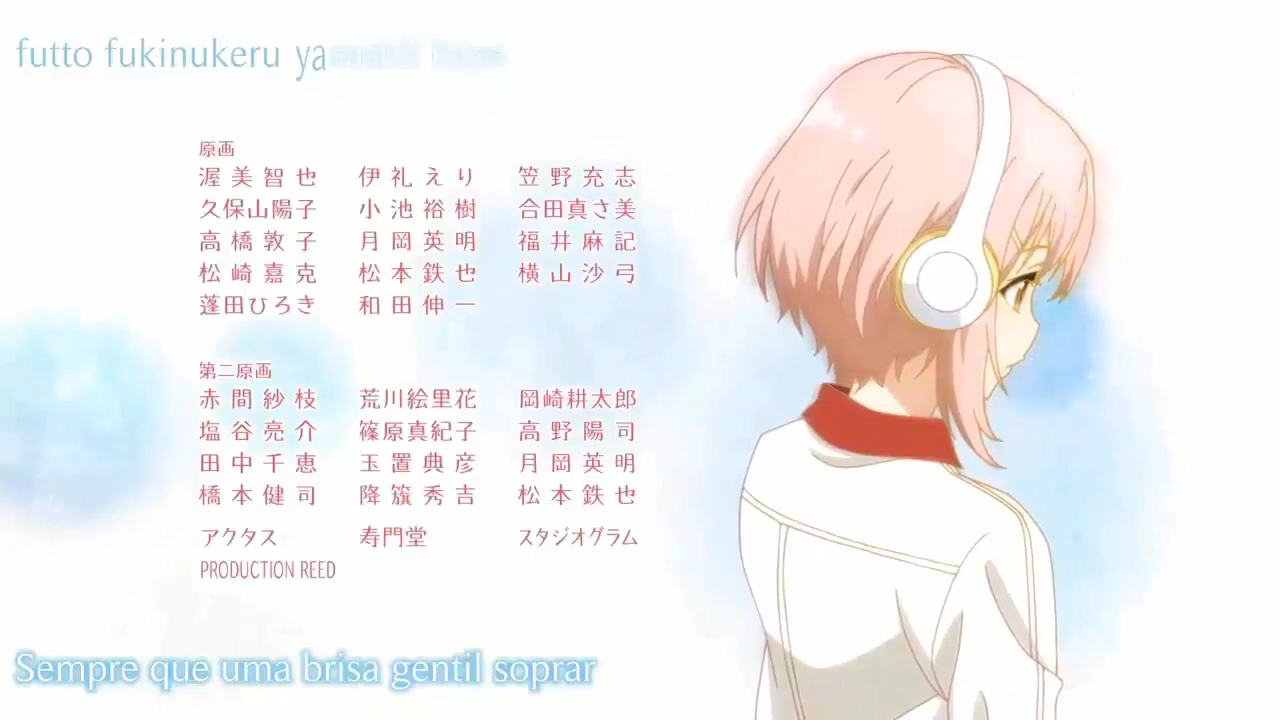 futto fukinukeru ya
原画
渥美智也 伊礼えり 笠野充志
久保山陽子 小池裕樹 合田真さ美
高橋敦子 月岡英明 福井麻記
松崎嘉克 松本鉄也 横山沙弓
蓬田ひろき 和田伸一
第二原画
赤間紗枝 荒川絵里花 岡崎耕太郎
塩谷亮介 篠原真紀子 高野陽司
田中千恵 玉置典彦 月岡英明
橋本健司 降籏秀吉 松本鉄也
アクタス 寿門堂 スタジオグラム
PRODUCTION REED
Sempre que uma brisa gentil soprar